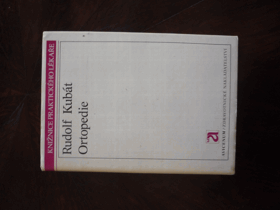 KNIŽNICE PRAKTICKÉHO LÉKAŘE
Rudolf Kubát
Ortopedie